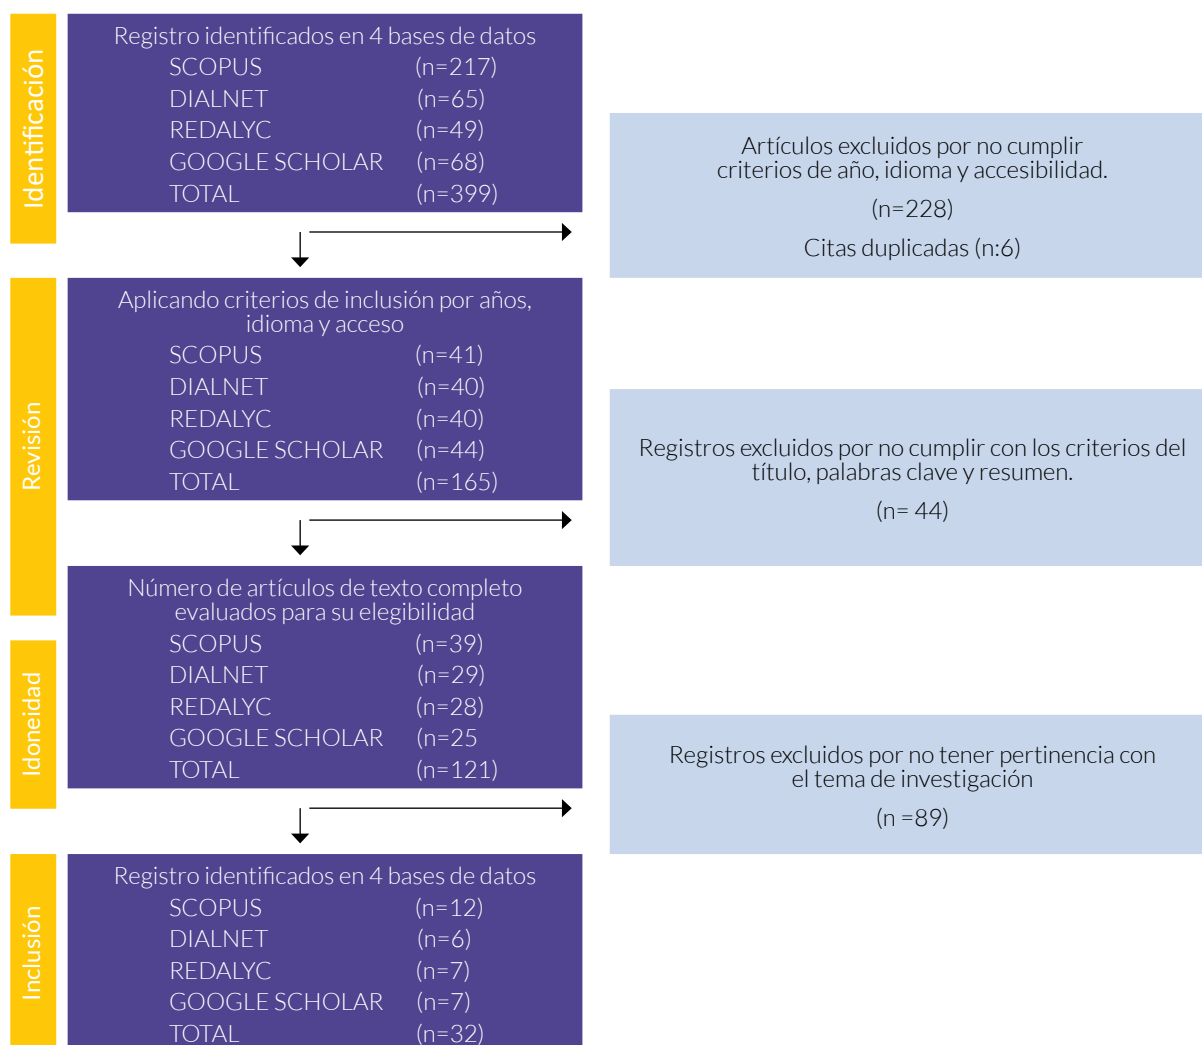 Identificación
Registro identificados en 4 bases de datos
SCOPUS (n=217)
DIALNET (n=65)
REDALYC (n=49)
GOOGLE SCHOLAR (n=68)
TOTAL (n=399)
Artículos excluidos por no cumplir
criterios de año, idioma y accesibilidad.
(n=228)
Citas duplicadas (n:6)
Revisión
Aplicando criterios de inclusión por años,
idioma y acceso
SCOPUS (n=41)
DIALNET (n=40)
REDALYC (n=40)
GOOGLE SCHOLAR (n=44)
TOTAL (n=165)
Registros excluidos por no cumplir con los criterios del
título, palabras clave y resumen.
(n= 44)
Número de artículos de texto completo
evaluados para su elegibilidad
SCOPUS (n=39)
DIALNET (n=29)
REDALYC (n=28)
GOOGLE SCHOLAR (n=25
TOTAL (n=121)
Idoneidad
Registros excluidos por no tener pertinencia con
el tema de investigación
(n =89)
Inclusión
Registro identificados en 4 bases de datos
SCOPUS (n=12)
DIALNET (n=6)
REDALYC (n=7)
GOOGLE SCHOLAR (n=7)
TOTAL (n=32)